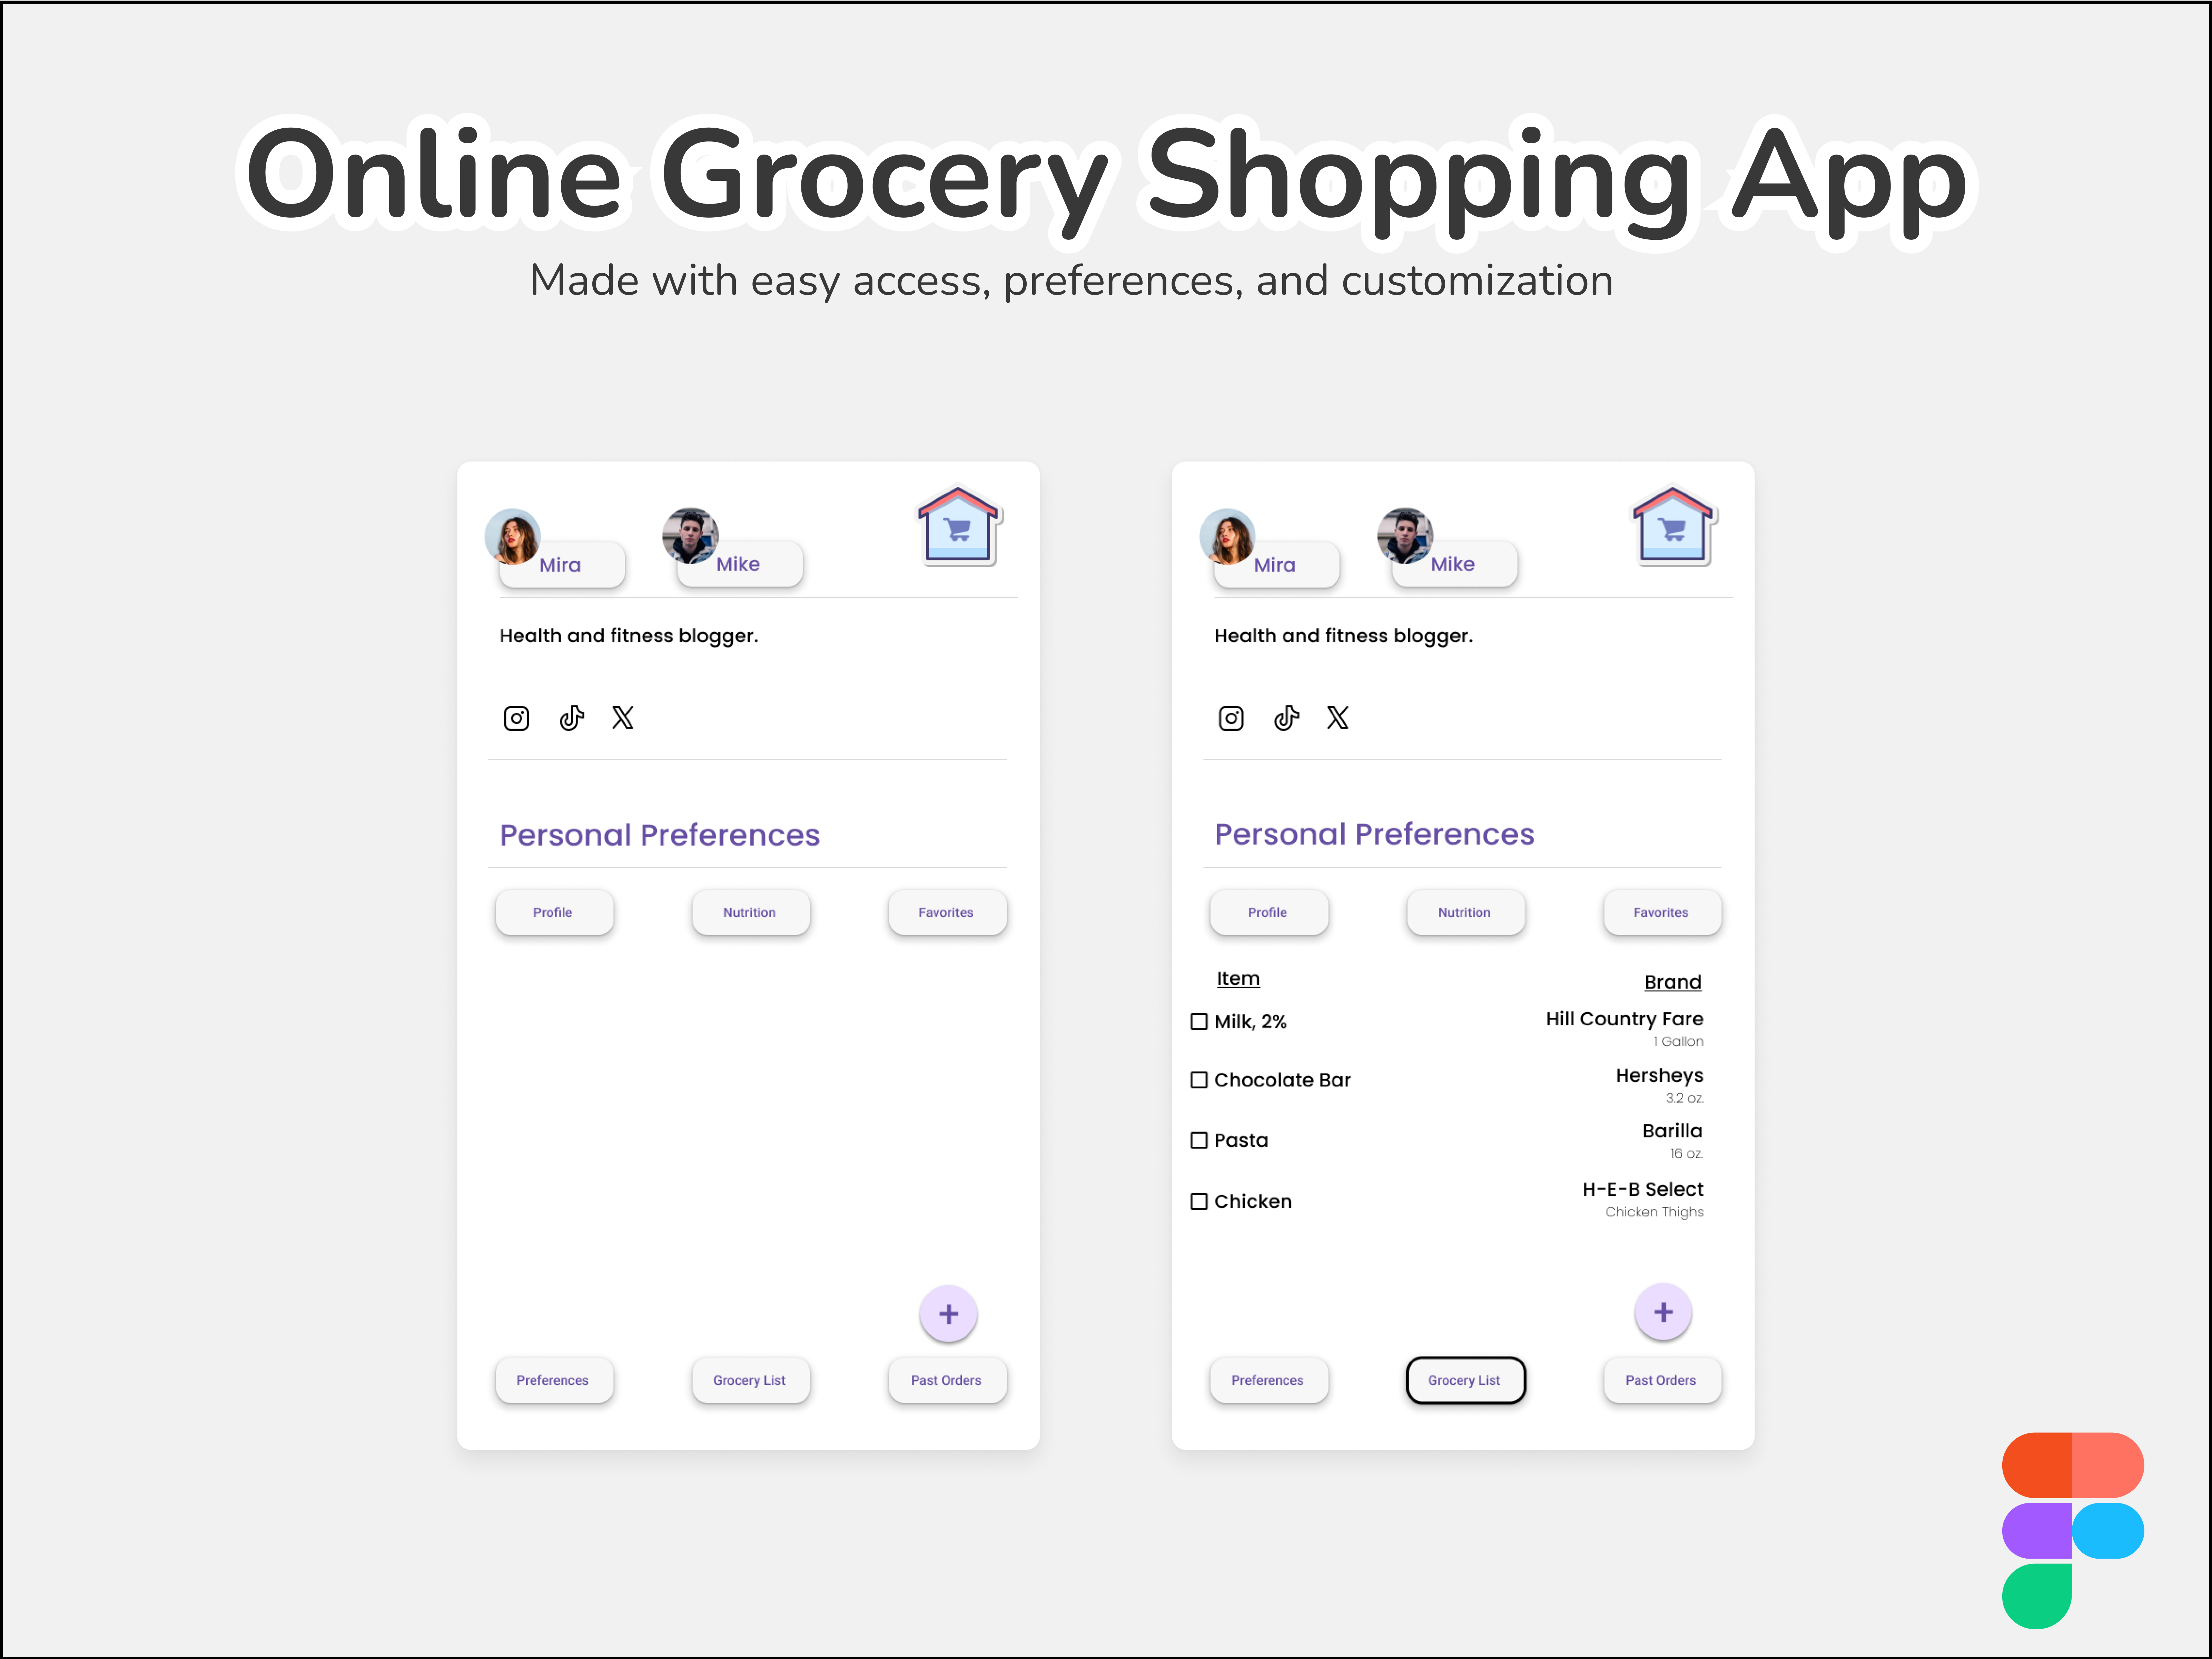 Online Grocery Shopping App
Made with easy access, preferences, and customization
Mira
Mike
Health and fitness blogger.
Personal Preferences
Profile
Nutrition
Favorites
+
Preferences
Grocery List
Past Orders
Mira
Mike
Health and fitness blogger.
Personal Preferences
Profile
Nutrition
Favorites
Item
Brand
Milk, 2%
Hill Country Fare
1 Gallon
Chocolate Bar
Hersheys
3.2 oz.
Pasta
Barilla
16 oz.
Chicken
H-E-B Select
Chicken Thighs
+
Preferences
Grocery List
Past Orders